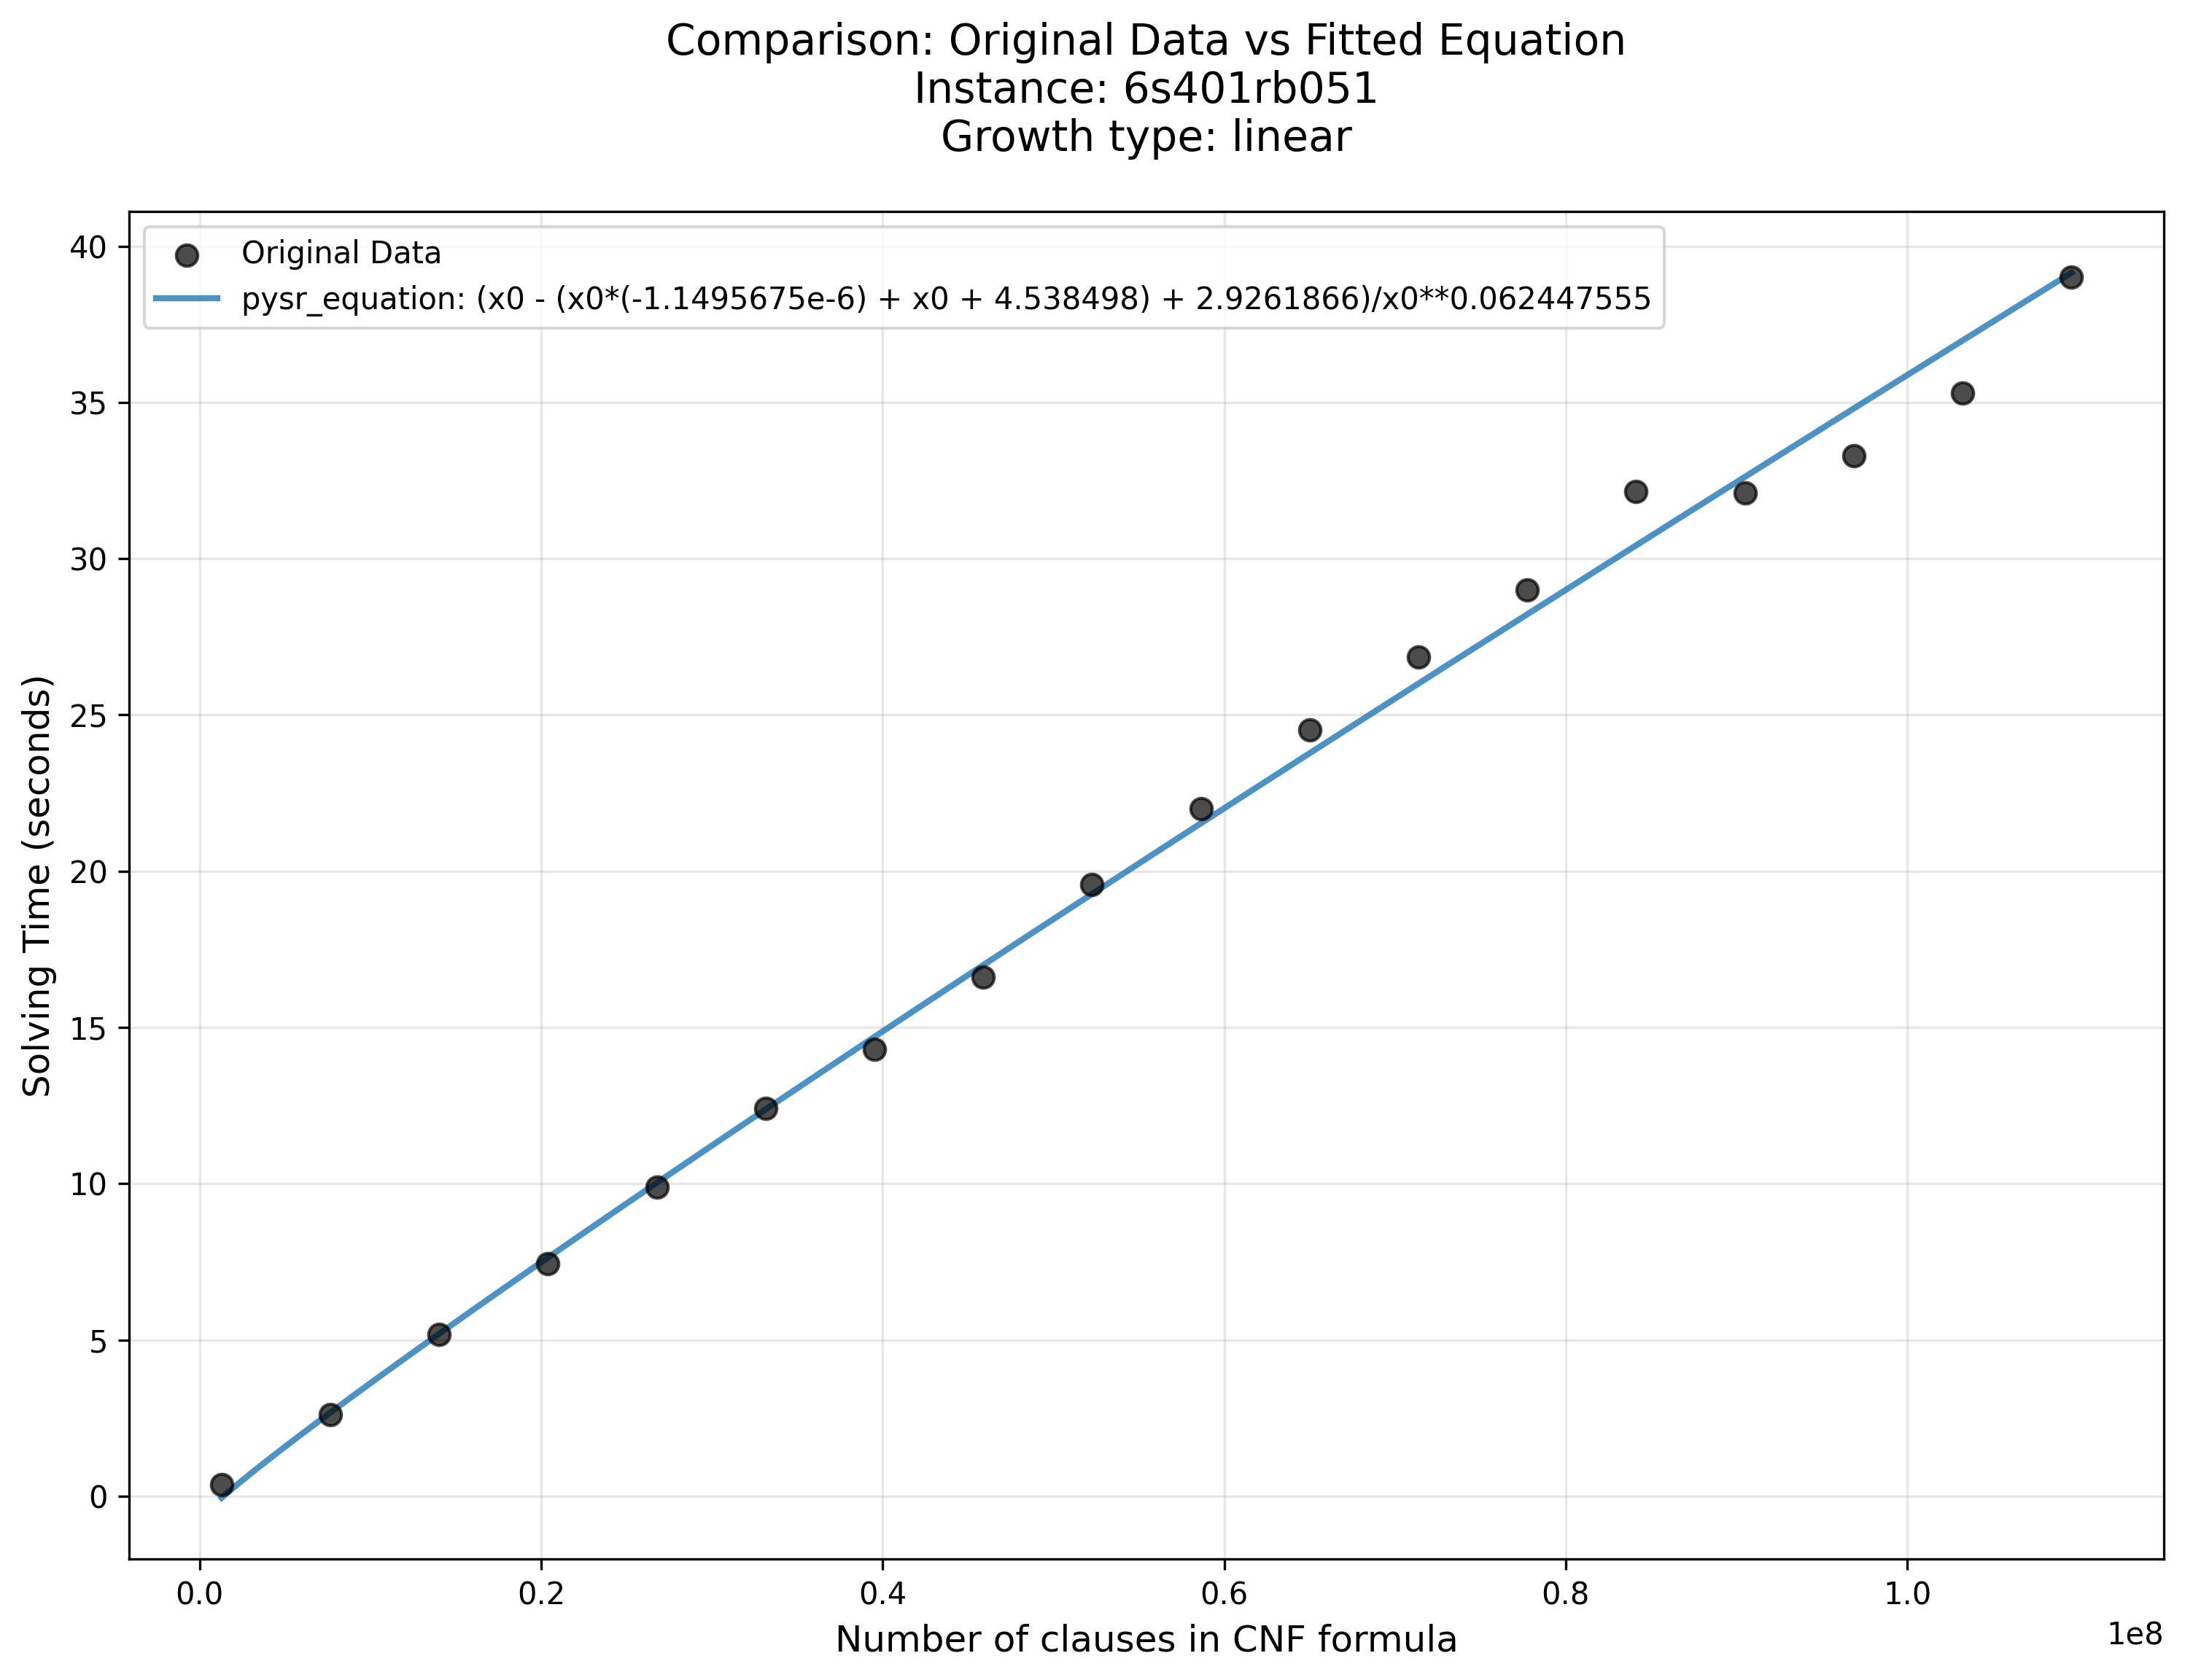 Comparison: Original Data vs Fitted Equation
Instance: 6s401rb051
Growth type: linear
Original Data
pysr_equation: (x0 - (x0*(-1.1495675e-6) + x0 + 4.538498) + 2.9261866)/x0**0.062447555
40
35
30
25
20
15
10
5
0
Solving Time (seconds)
0.0 0.2 0.4 0.6 0.8 1.0
1e8
Number of clauses in CNF formula